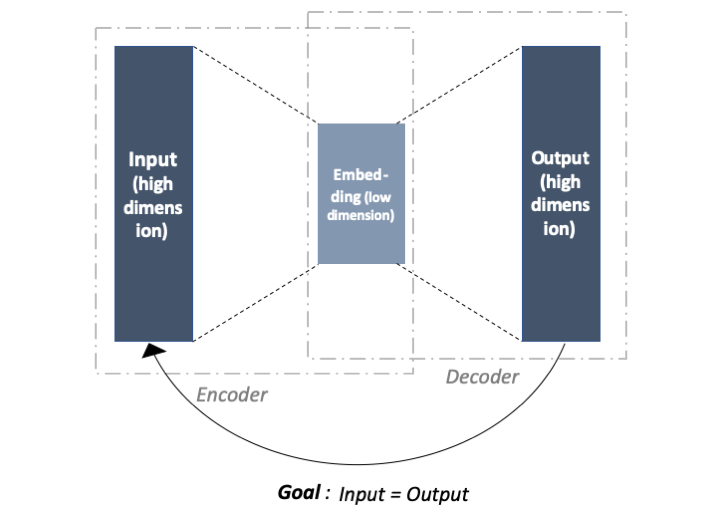 Input
(high
dimens
ion)
Embed-
ding (low
dimension)
Output
(high
dimens
ion)
Encoder
Decoder
Goal : Input = Output